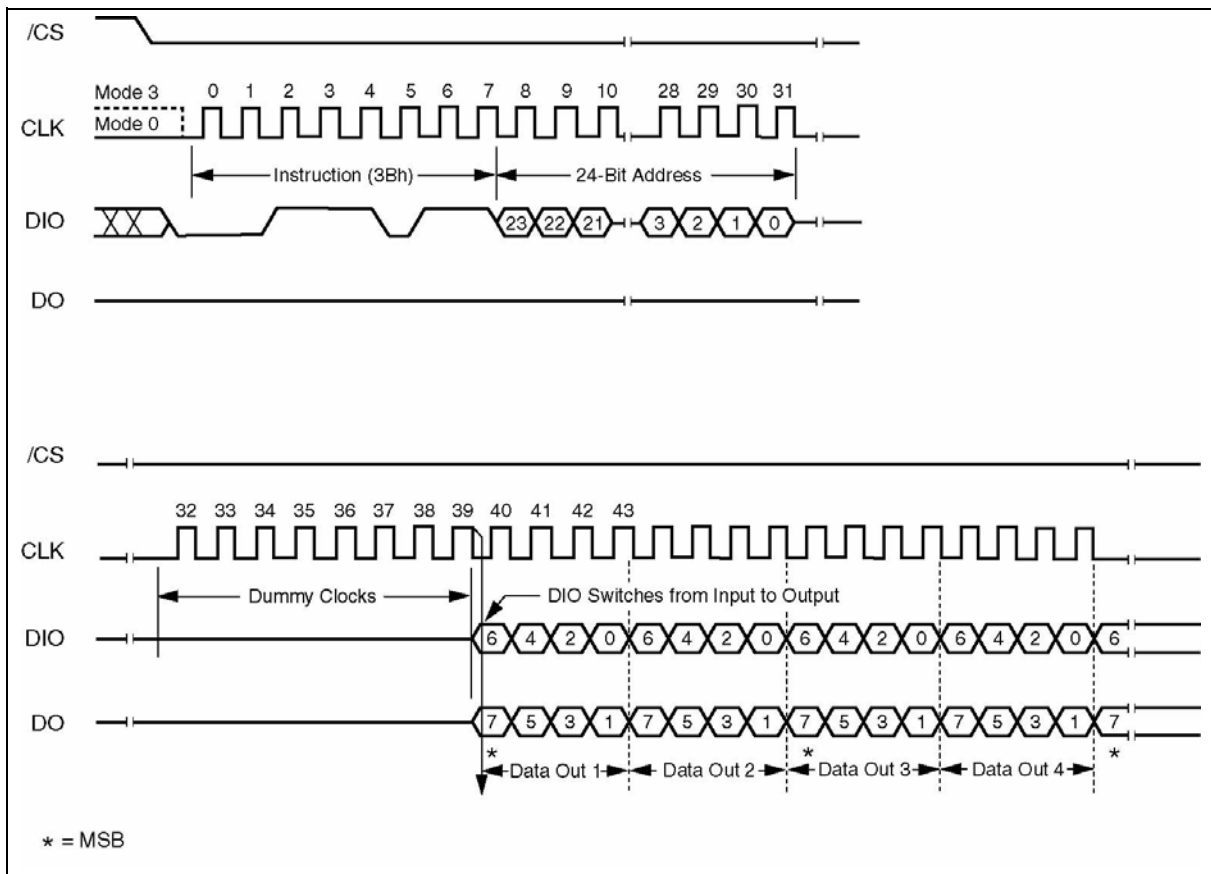 /CS
Mode 3
0 1 2 3 4 5 6 7 8 9 10 28 29 30 31
CLK
Mode 0
Instruction (3Bh)
24-Bit Address
DIO
23 22 21 3 2 1 0
DO
/CS
32 33 34 35 36 37 38 39 40 41 42 43
CLK
Dummy Clocks
DIO Switches from Input to Output
DIO
6 4 2 0 6 4 2 0 6 4 2 0 6 4 2 0 6
DO
7 5 3 1 7 5 3 1 7 5 3 1 7 5 3 1 7
* * *
Data Out 1 Data Out 2 Data Out 3 Data Out 4
* = MSB